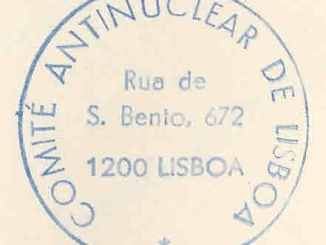 COMITÉ ANTINUCLEAR DE LISBOA
Rua de
S. Bento, 672
1200 LISBOA
*